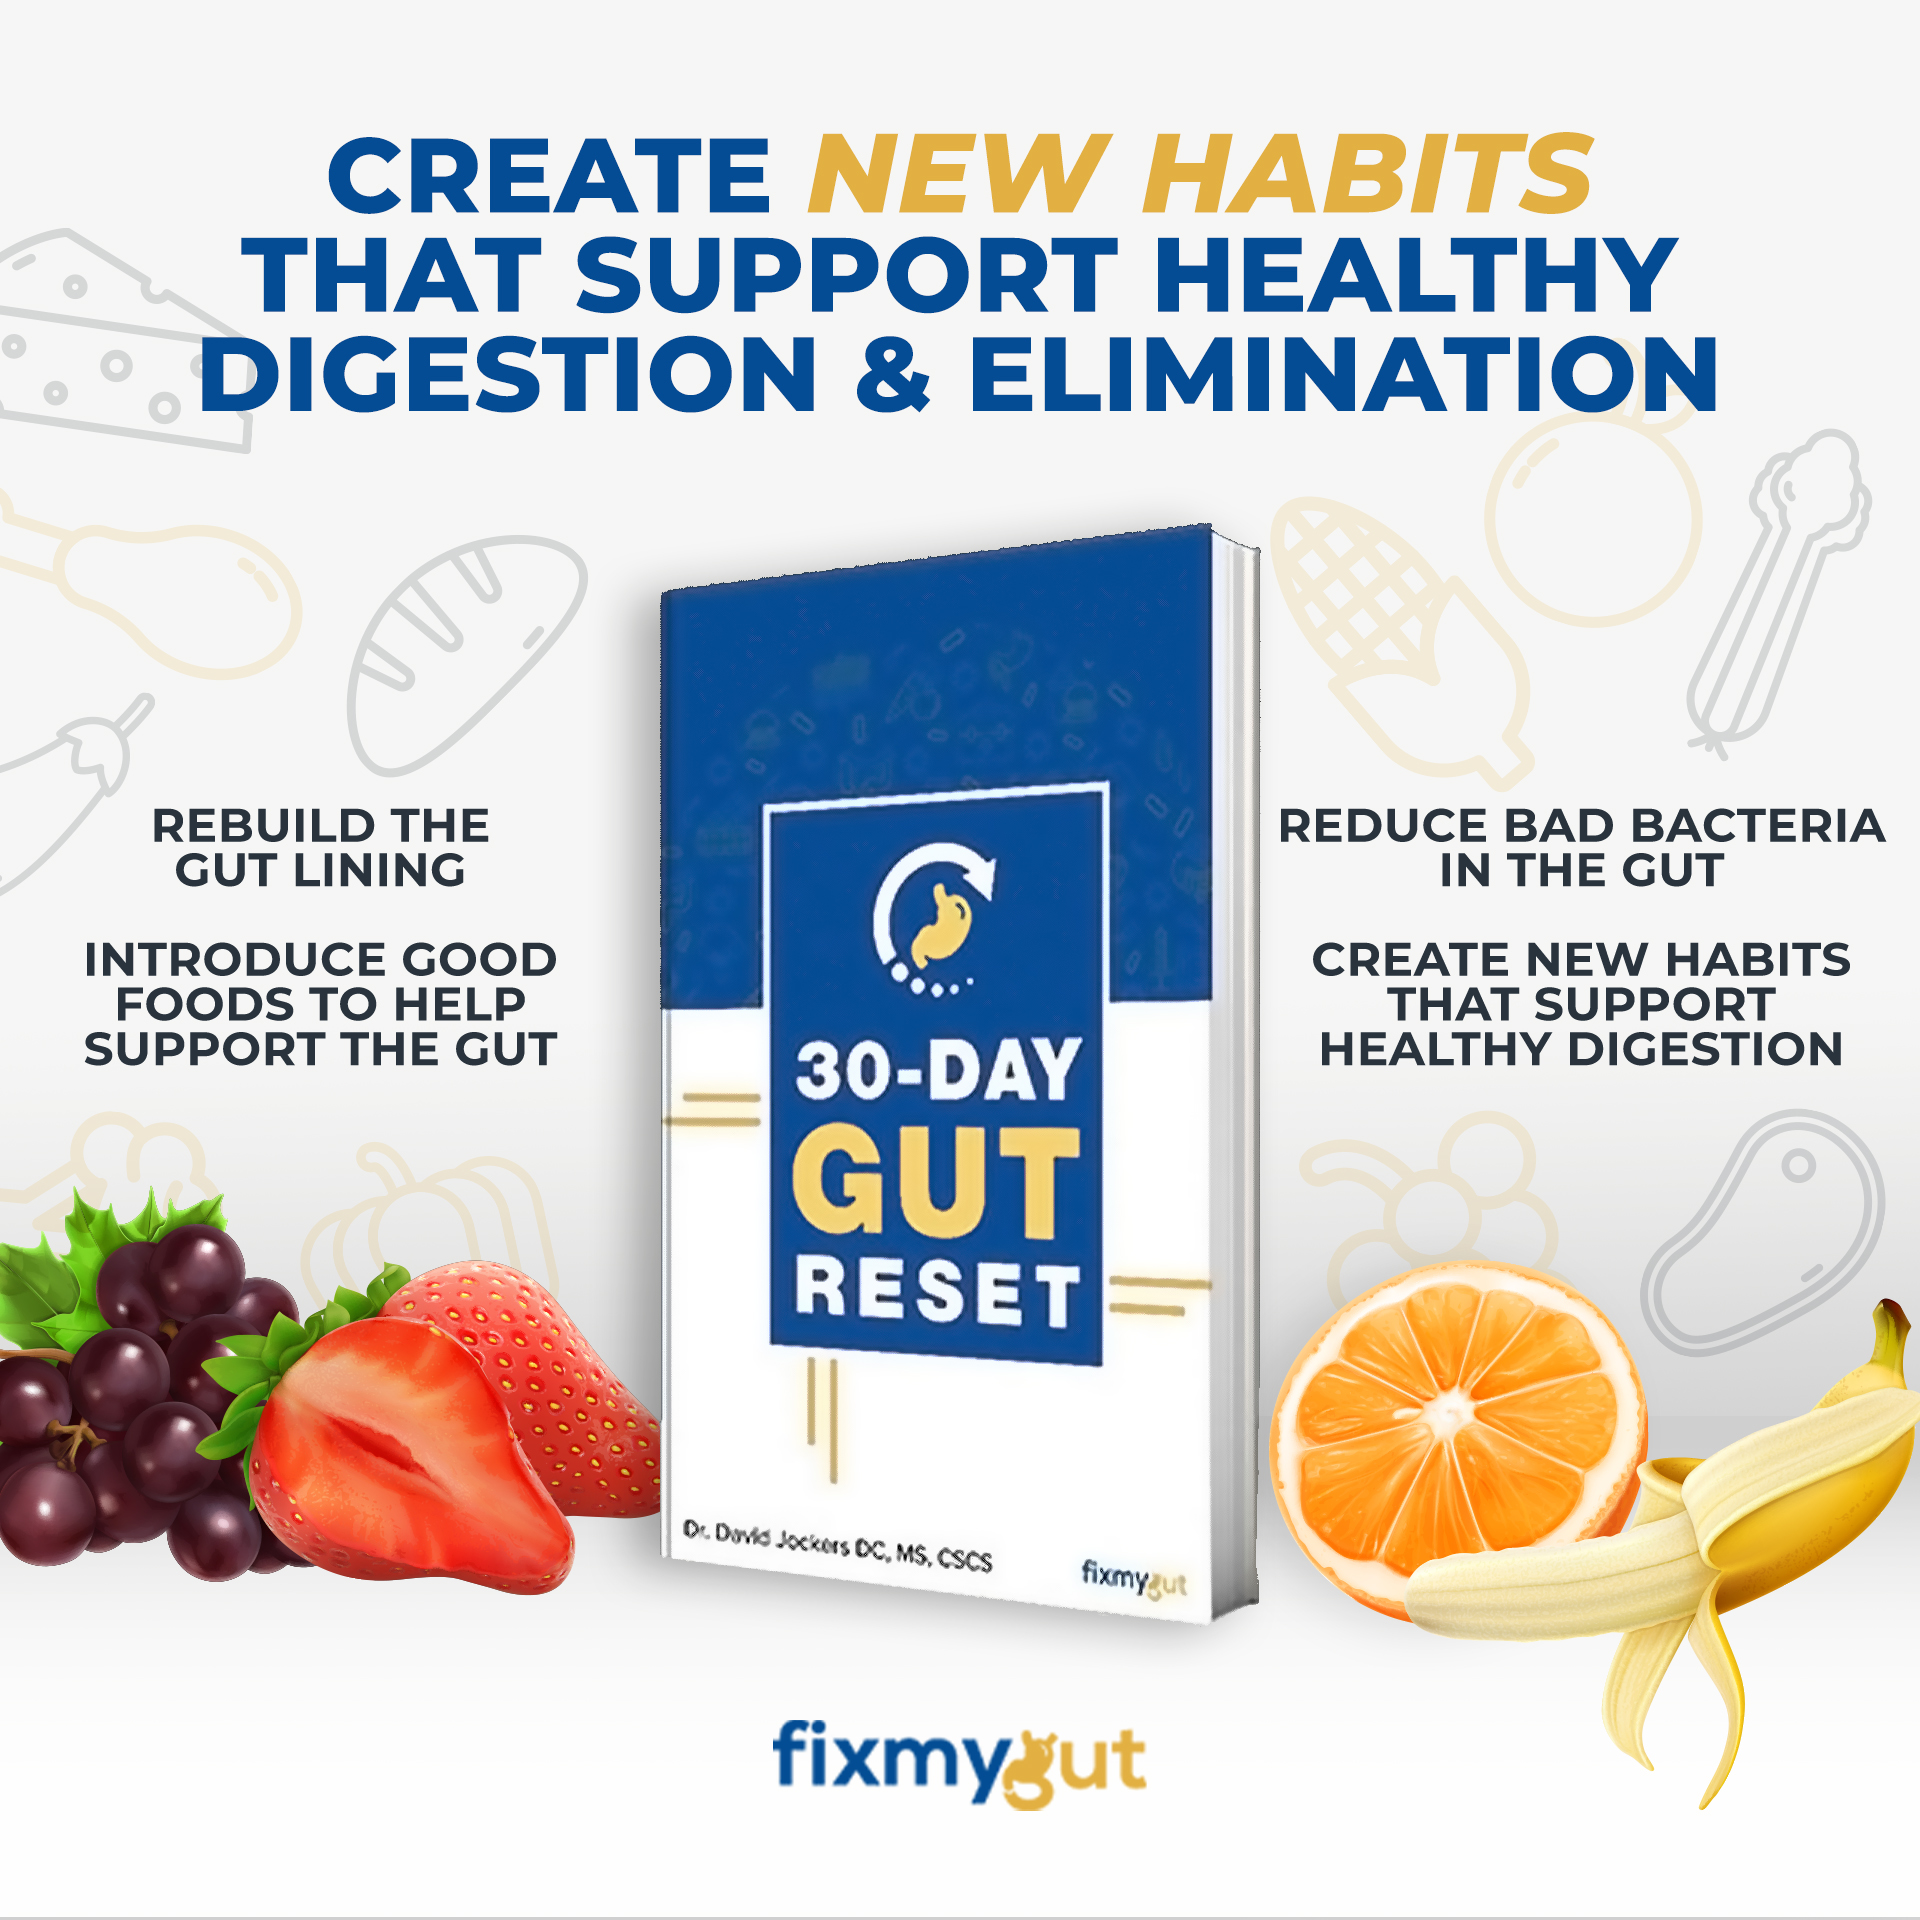 CREATE NEW HABITS
THAT SUPPORT HEALTHY
DIGESTION & ELIMINATION
REBUILD THE
GUT LINING
INTRODUCE GOOD
FOODS TO HELP
SUPPORT THE GUT
REDUCE BAD BACTERIA
IN THE GUT
CREATE NEW HABITS
THAT SUPPORT
HEALTHY DIGESTION
30-DAY
GUT
RESET
Dr. David Jockers DC, MS, CSCS
fixmygut
fixmygut